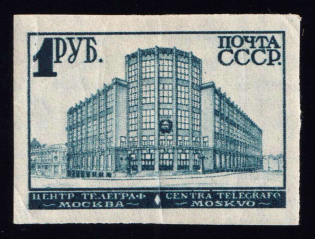 1 РУБ.
ПОЧТА
СССР.
ЦЕНТР ТЕЛЕГРАФ
МОСКВА
CENTRA TELEGRAFO
MOSKVO